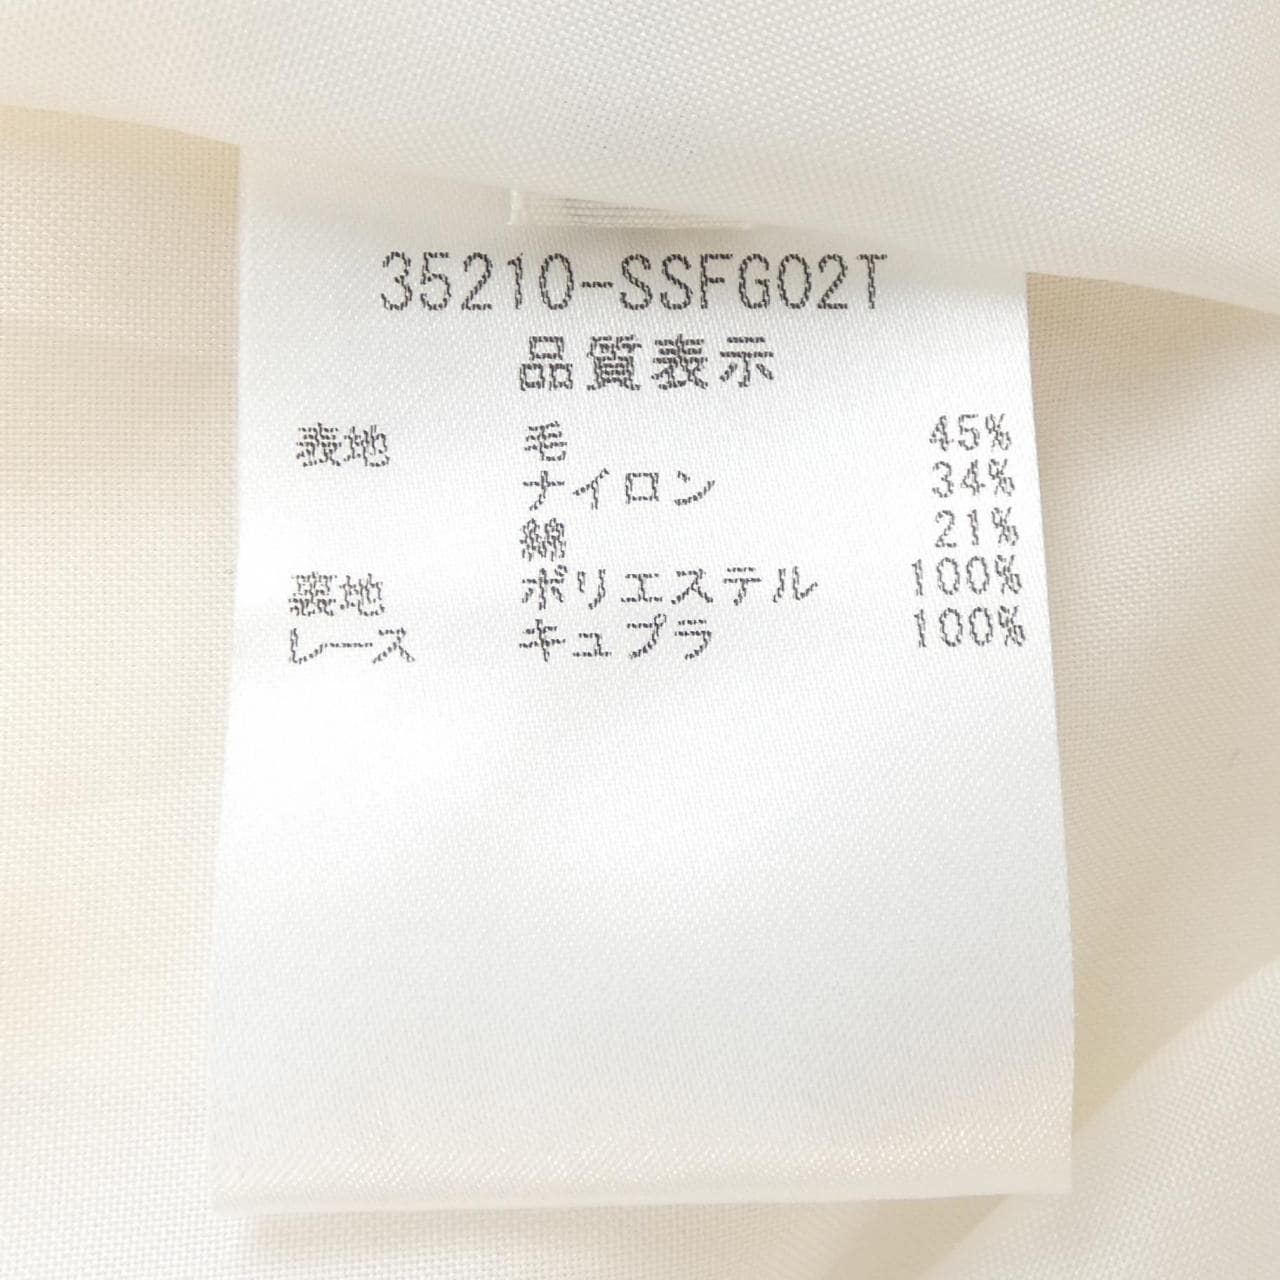 35210-SSFG02T
品質表示
表地 毛 45%
ナイロン 34%
綿 21%
裏地 ポリエステル 100%
レース キュプラ 100%